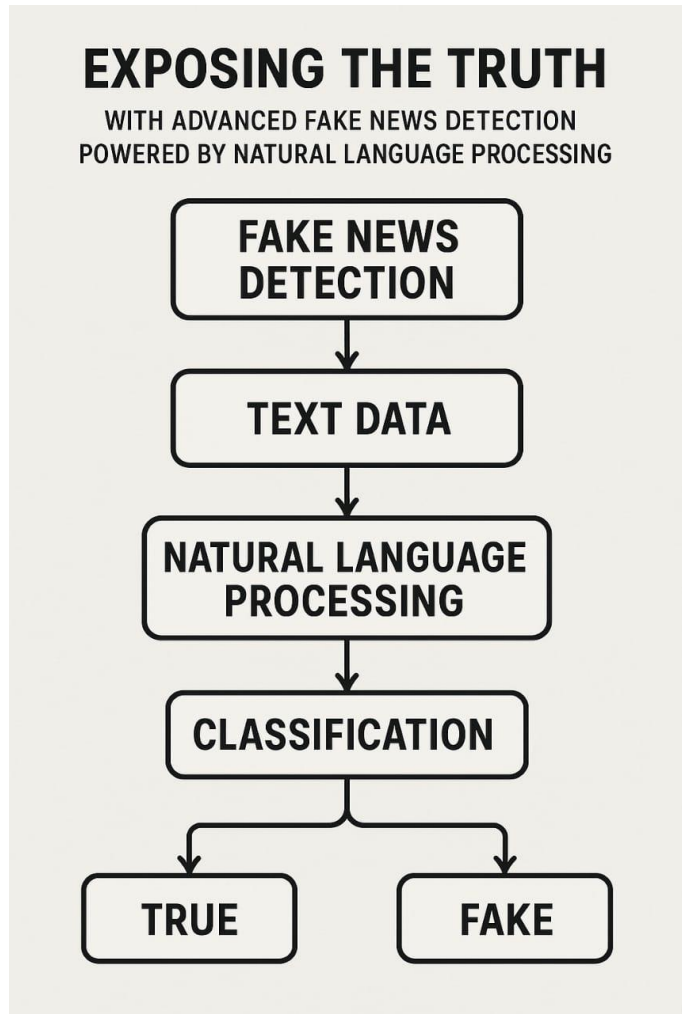 EXPOSING THE TRUTH
WITH ADVANCED FAKE NEWS DETECTION
POWERED BY NATURAL LANGUAGE PROCESSING
FAKE NEWS
DETECTION
TEXT DATA
NATURAL LANGUAGE
PROCESSING
CLASSIFICATION
TRUE
FAKE